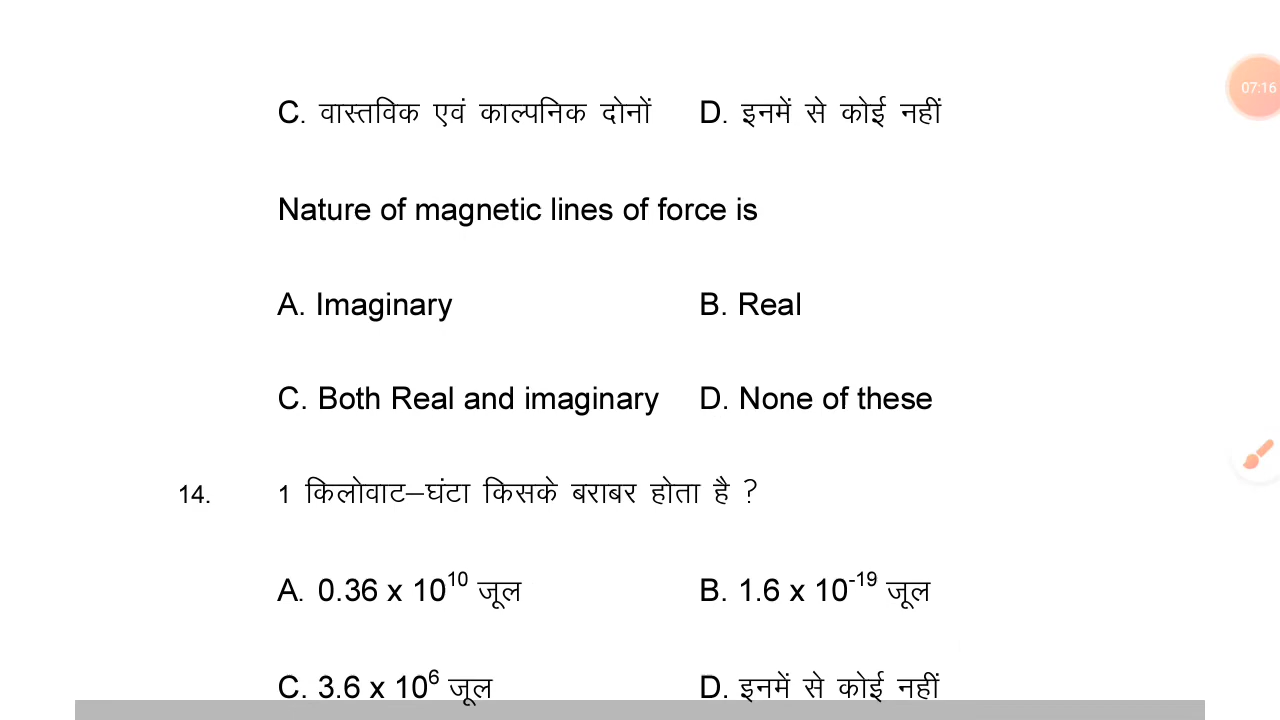 07:16
C. वास्तविक एवं काल्पनिक दोनों D. इनमें से कोई नहीं
Nature of magnetic lines of force is
A. Imaginary B. Real
C. Both Real and imaginary D. None of these
14. 1 किलोवाट–घंटा किसके बराबर होता है ?
A. 0.36 x 10¹⁰ जूल B. 1.6 x 10⁻¹⁹ जूल
C. 3.6 x 10⁶ जूल D. इनमें से कोई नहीं